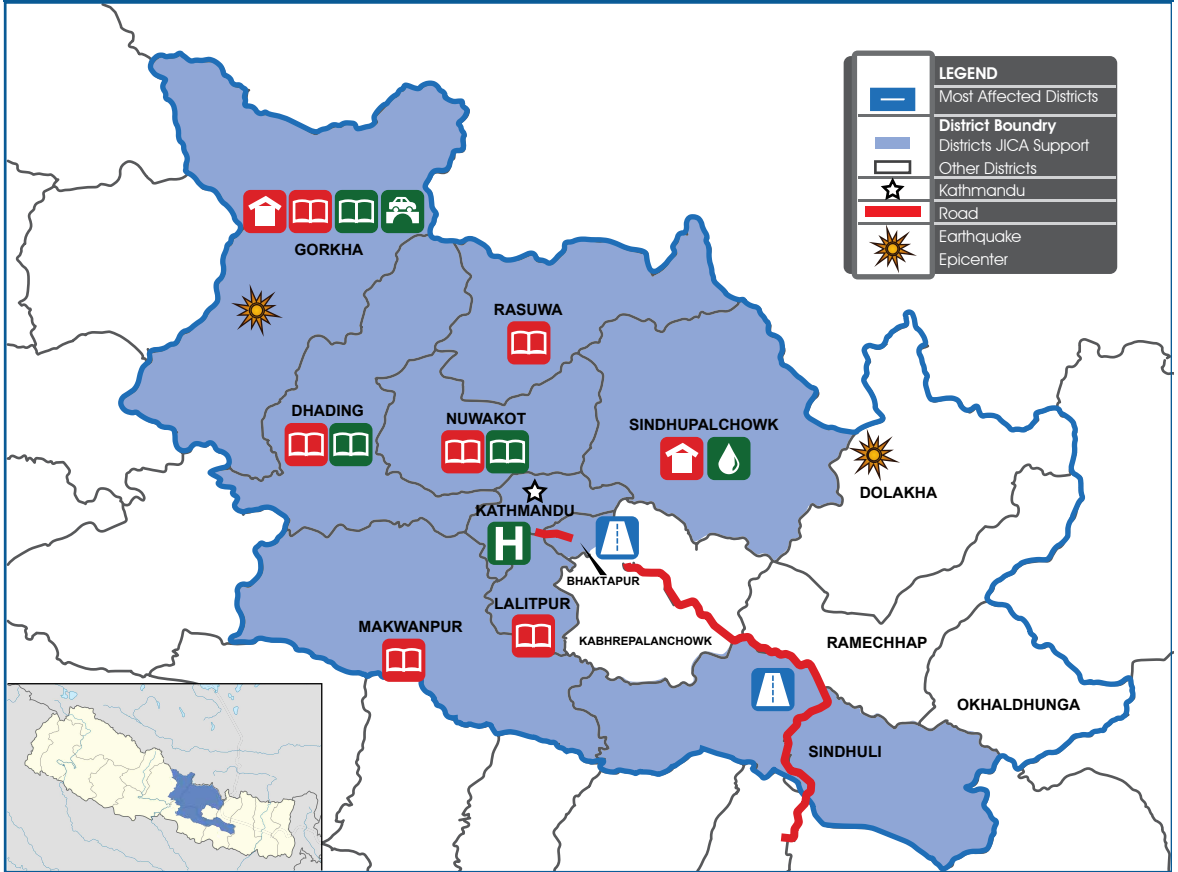 LEGEND
Most Affected Districts
District Boundry
Districts JICA Support
Other Districts
Kathmandu
Road
Earthquake
Epicenter
GORKHA
RASUWA
DHADING
NUWAKOT
SINDHUPALCHOWK
DOLAKHA
KATHMANDU
H
BHAKTAPUR
LALITPUR
MAKWANPUR
KABHREPALANCHOWK
RAMECHHAP
OKHALDHUNGA
SINDHULI